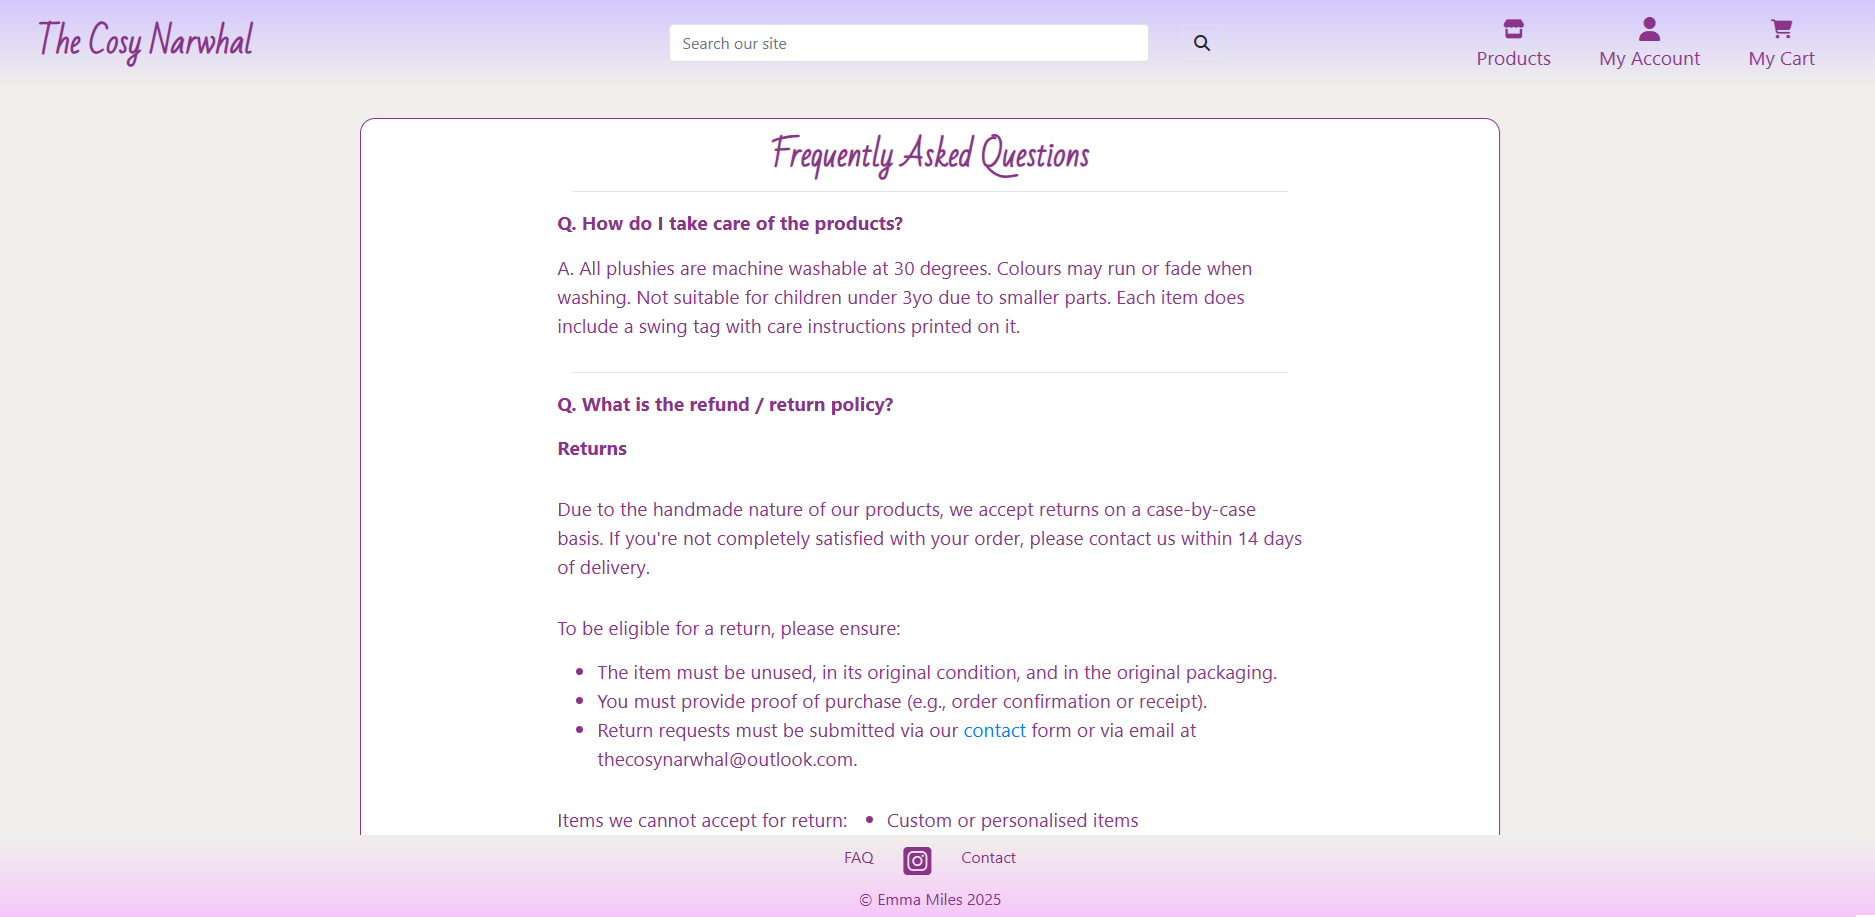 The Cosy Narwhal
Search our site
Products
My Account
My Cart
Frequently Asked Questions
Q. How do I take care of the products?
A. All plushies are machine washable at 30 degrees. Colours may run or fade when
washing. Not suitable for children under 3yo due to smaller parts. Each item does
include a swing tag with care instructions printed on it.
Q. What is the refund / return policy?
Returns
Due to the handmade nature of our products, we accept returns on a case-by-case
basis. If you're not completely satisfied with your order, please contact us within 14 days
of delivery.
To be eligible for a return, please ensure:
• The item must be unused, in its original condition, and in the original packaging.
• You must provide proof of purchase (e.g., order confirmation or receipt).
• Return requests must be submitted via our contact form or via email at
thecosynarwhal@outlook.com.
Items we cannot accept for return: • Custom or personalised items
FAQ
Contact
© Emma Miles 2025